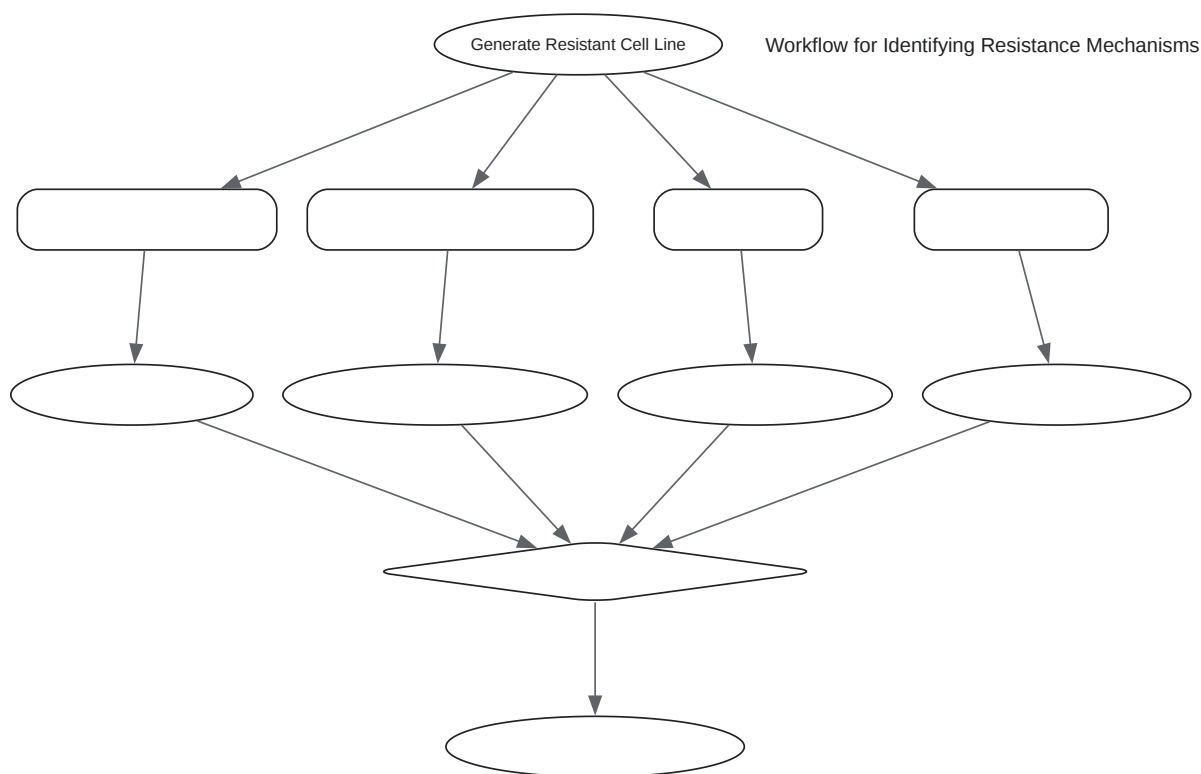 Generate Resistant Cell Line
Workflow for Identifying Resistance Mechanisms